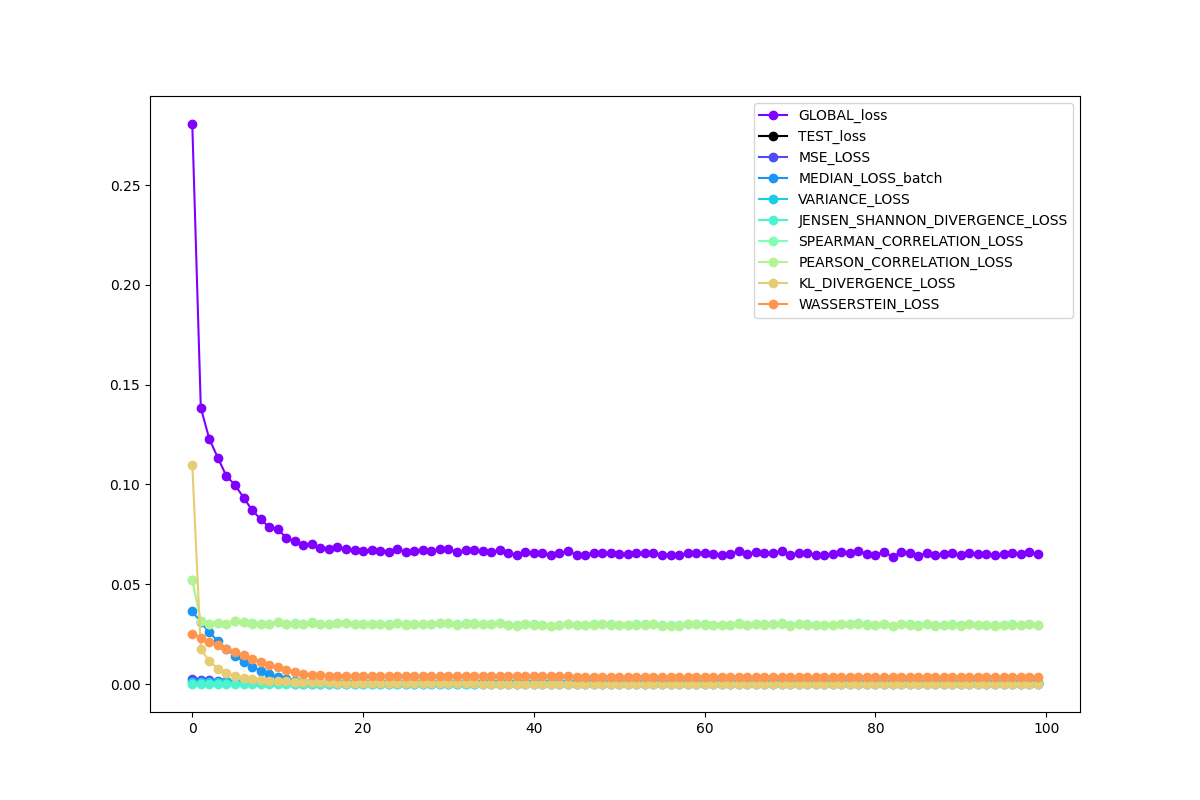 GLOBAL_loss
TEST_loss
MSE_LOSS
MEDIAN_LOSS_batch
VARIANCE_LOSS
JENSEN_SHANNON_DIVERGENCE_LOSS
SPEARMAN_CORRELATION_LOSS
PEARSON_CORRELATION_LOSS
KL_DIVERGENCE_LOSS
WASSERSTEIN_LOSS
0.25
0.20
0.15
0.10
0.05
0.00
0 20 40 60 80 100